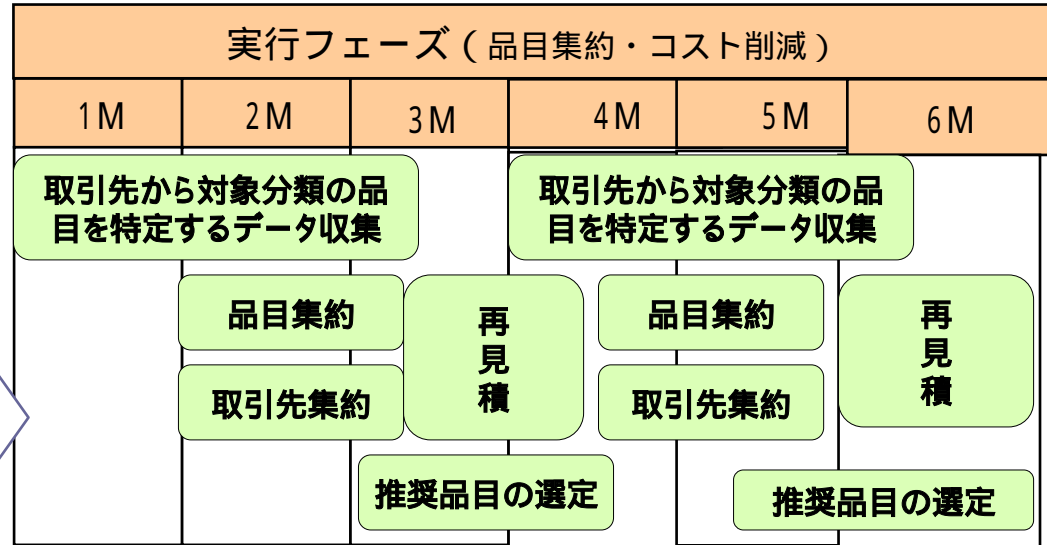 実行フェーズ（品目集約・コスト削減）
1M 2M 3M 4M 5M 6M
取引先から対象分類の品
目を特定するデータ収集
取引先から対象分類の品
目を特定するデータ収集
品目集約
再見積
品目集約
再見積
取引先集約
取引先集約
推奨品目の選定
推奨品目の選定